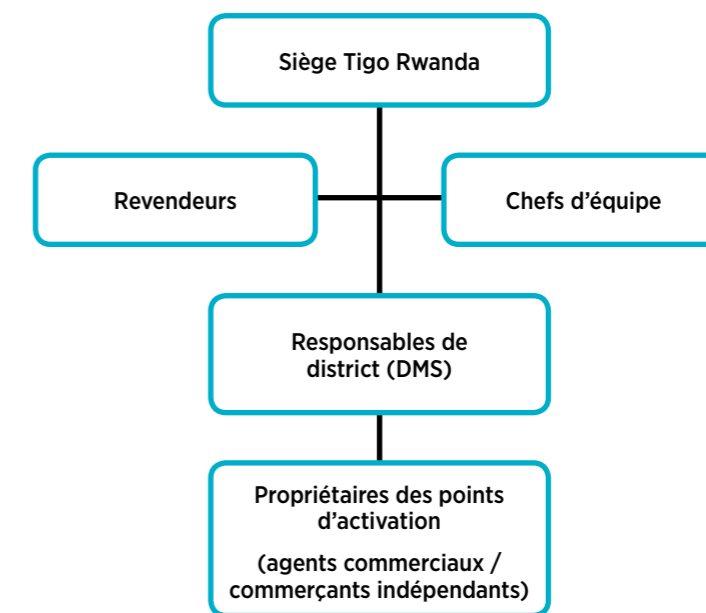 Siège Tigo Rwanda
Revendeurs
Chefs d’équipe
Responsables de
district (DMS)
Propriétaires des points
d’activation
(agents commerciaux /
commerçants indépendants)